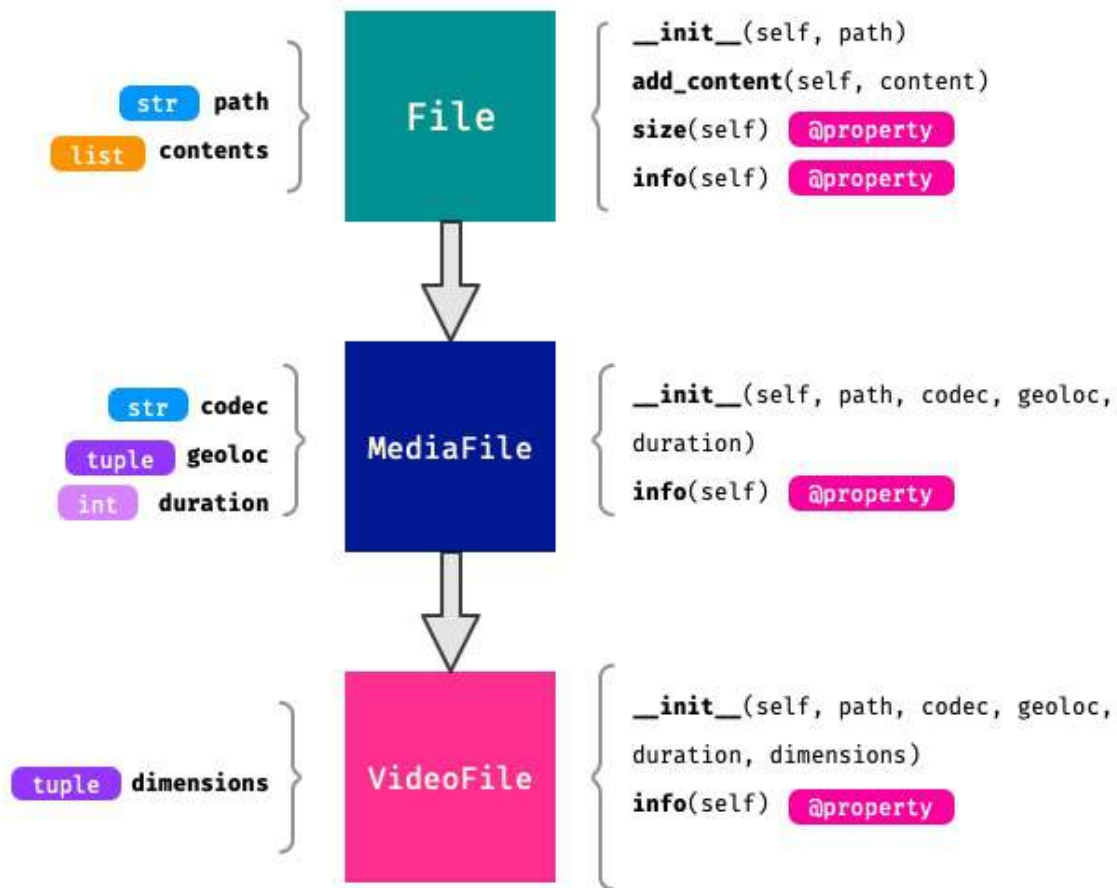 str path
list contents
File
__init__(self, path)
add_content(self, content)
size(self) @property
info(self) @property
str codec
tuple geoloc
int duration
MediaFile
__init__(self, path, codec, geoloc,
duration)
info(self) @property
tuple dimensions
VideoFile
__init__(self, path, codec, geoloc,
duration, dimensions)
info(self) @property